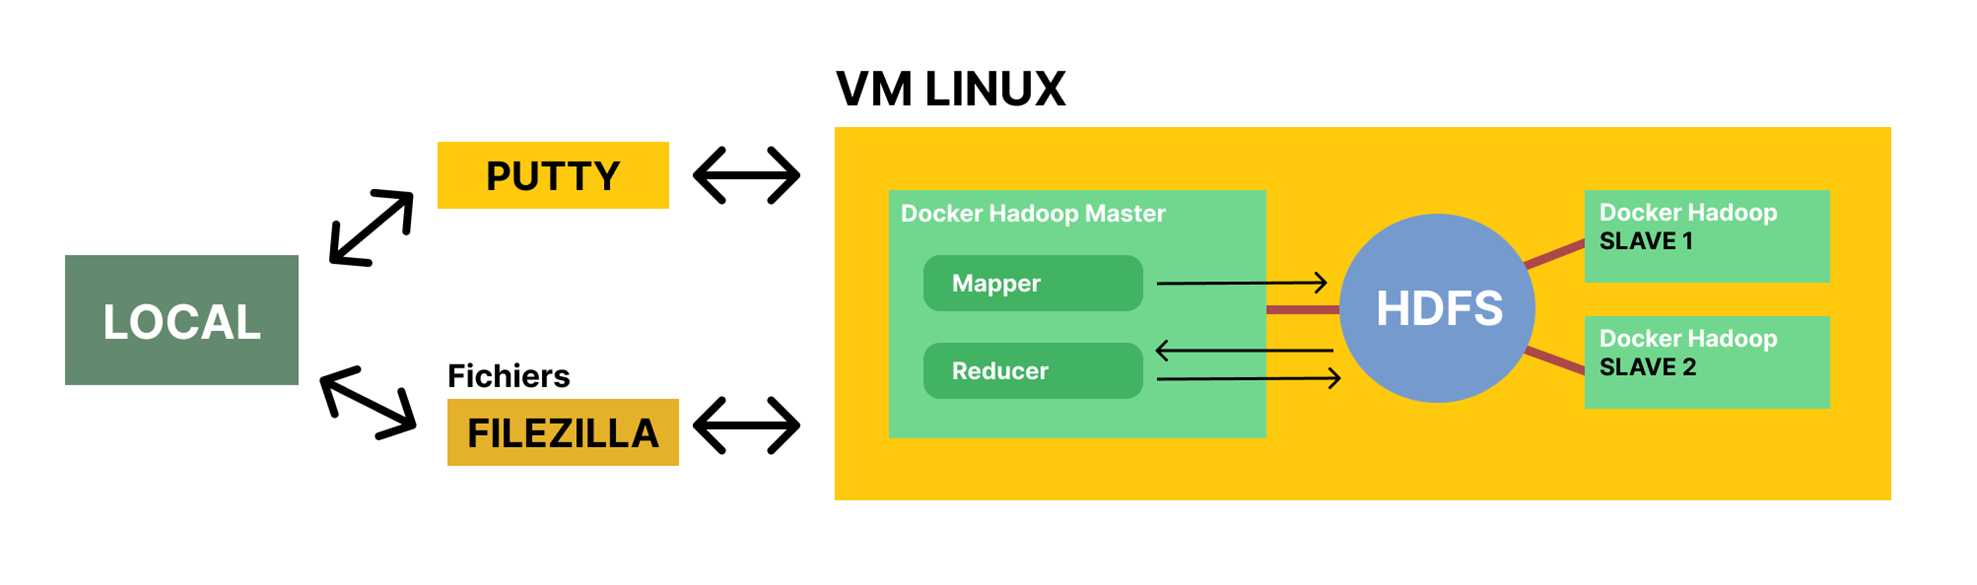 VM LINUX
PUTTY
LOCAL
Fichiers
FILEZILLA
Docker Hadoop Master
Mapper
Reducer
HDFS
Docker Hadoop
SLAVE 1
Docker Hadoop
SLAVE 2